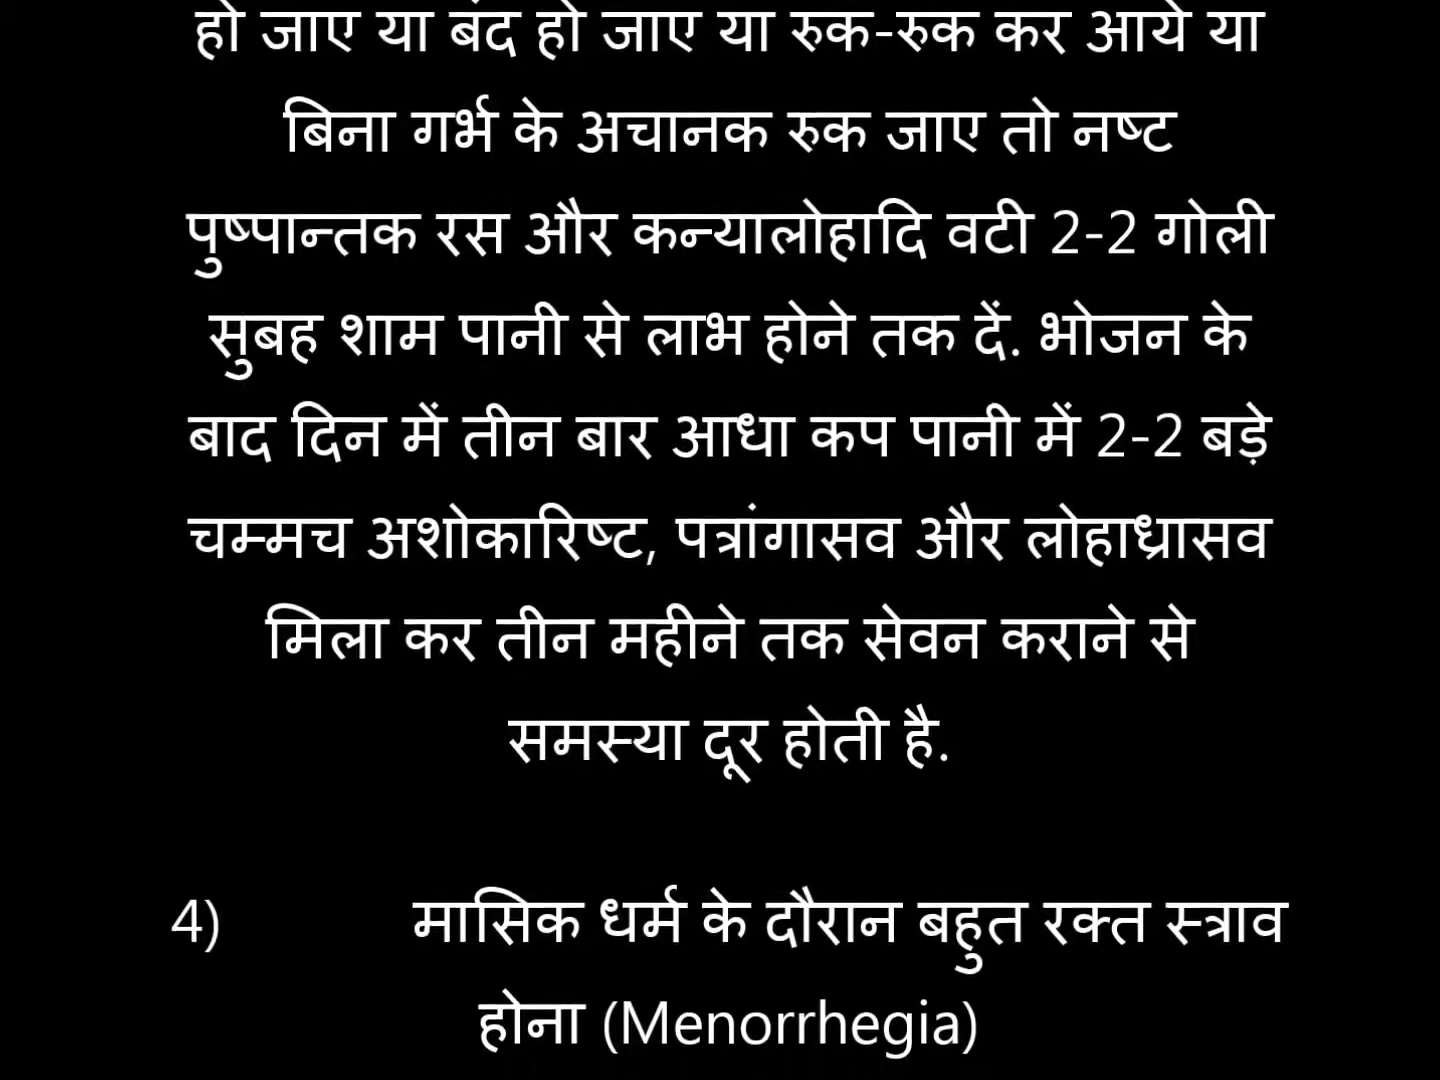 हो जाए या बंद हो जाए या रुक-रुक कर आये या
बिना गर्भ के अचानक रुक जाए तो नष्ट
पुष्पान्तक रस और कन्यालोहादि वटी 2-2 गोली
सुबह शाम पानी से लाभ होने तक दें. भोजन के
बाद दिन में तीन बार आधा कप पानी में 2-2 बड़े
चम्मच अशोकारिष्ट, पत्रांगासव और लोहाध्रासव
मिला कर तीन महीने तक सेवन कराने से
समस्या दूर होती है.
4) मासिक धर्म के दौरान बहुत रक्त स्त्राव
होना (Menorrhegia)